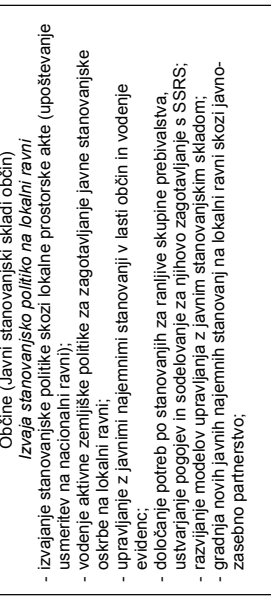 Občine (Javni stanovanjski skladi občin)
Izvaja stanovanjsko politiko na lokalni ravni
- izvajanje stanovanjske politike skozi lokalne prostorske akte (upoštevanje
usmeritev na nacionalni ravni);
- vodenje aktivne zemljiške politike za zagotavljanje javne stanovanjske
oskrbe na lokalni ravni;
- upravljanje z javnimi najemnimi stanovanji v lasti občin in vodenje
evidenc;
- določanje potreb po stanovanjih za ranljive skupine prebivalstva,
ustvarjanje pogojev in sodelovanje za njihovo zagotavljanje s SSRS;
- razvijanje modelov upravljanja z javnim stanovanjskim skladom;
- gradnja novih javnih najemnih stanovanj na lokalni ravni skozi javno-
zasebno partnerstvo;